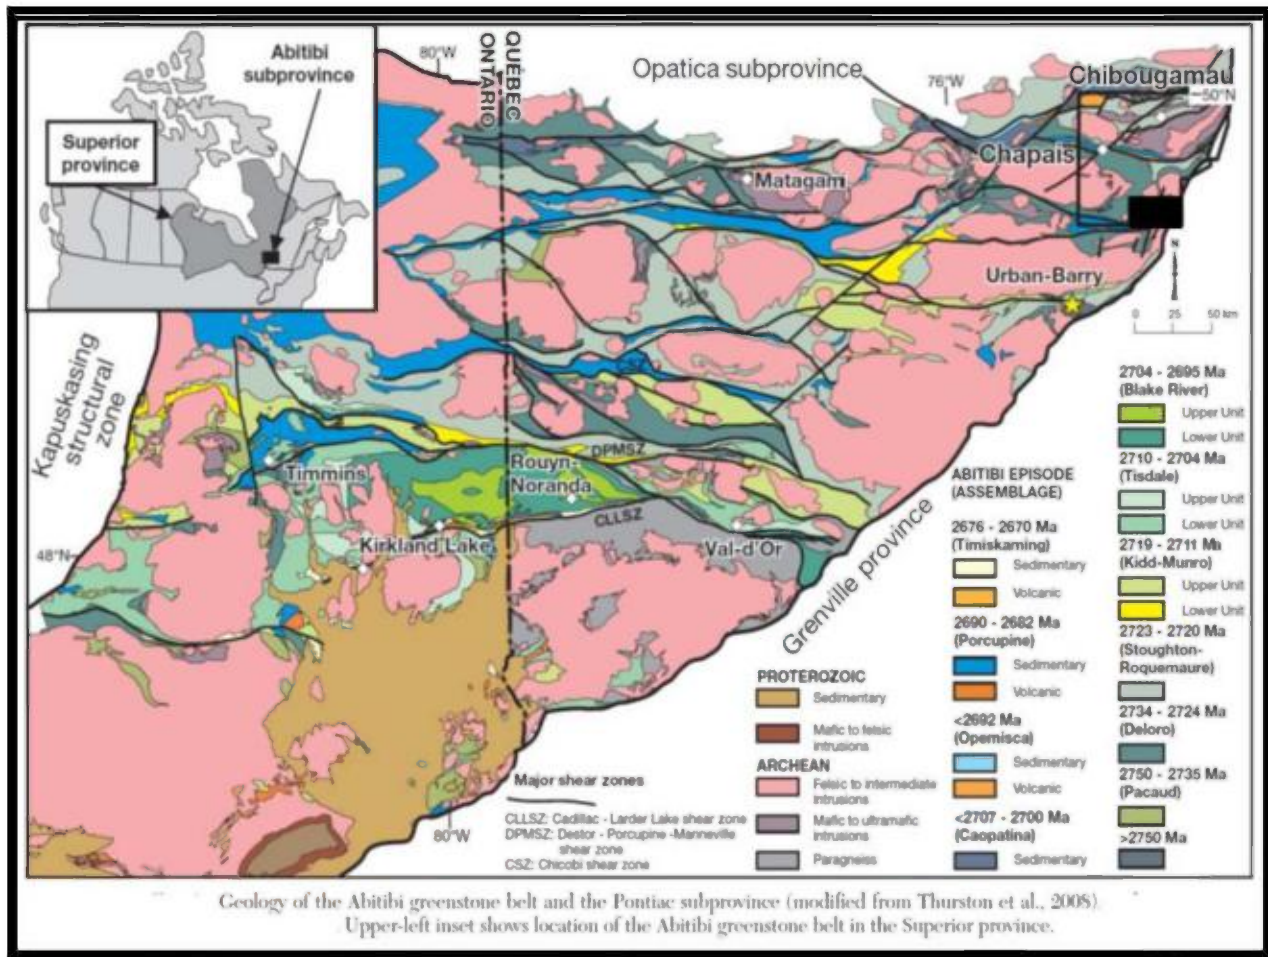 Abitibi
subprovince
Superior
province
80°W
QUÉBEC
ONTARIO
Opatica subprovince
76°W
Chibougamau
50°N
Chapais
Matagami
Urban-Barry
N
0 25 50 km
Kapuskasing
structural
zone
CSZ
DPMSZ
Timmins
Rouyn-
Noranda
CLLSZ
Kirkland Lake
Val-d'Or
48°N
Grenville province
80°W
Major shear zones
CLLSZ: Cadillac - Larder Lake shear zone
DPMSZ: Destor - Porcupine -Manneville
shear zone
CSZ: Chicobi shear zone
PROTEROZOIC
Sedimentary
Mafic to felsic
intrusions
ARCHEAN
Felsic to intermediate
intrusions
Mafic to ultramafic
intrusions
Paragneiss
ABITIBI EPISODE
(ASSEMBLAGE)
2676 - 2670 Ma
(Timiskaming)
Sedimentary
Volcanic
2690 - 2682 Ma
(Porcupine)
Sedimentary
Volcanic
<2692 Ma
(Opemisca)
Sedimentary
Volcanic
<2707 - 2700 Ma
(Caopatina)
Sedimentary
2704 - 2695 Ma
(Blake River)
Upper Unit
Lower Unit
2710 - 2704 Ma
(Tisdale)
Upper Unit
Lower Unit
2719 - 2711 Ma
(Kidd-Munro)
Upper Unit
Lower Unit
2723 - 2720 Ma
(Stoughton-
Roquemaure)
2734 - 2724 Ma
(Deloro)
2750 - 2735 Ma
(Pacaud)
>2750 Ma
Geology of the Abitibi greenstone belt and the Pontiac subprovince (modified from Thurston et al., 2008)
Upper-left inset shows location of the Abitibi greenstone belt in the Superior province.